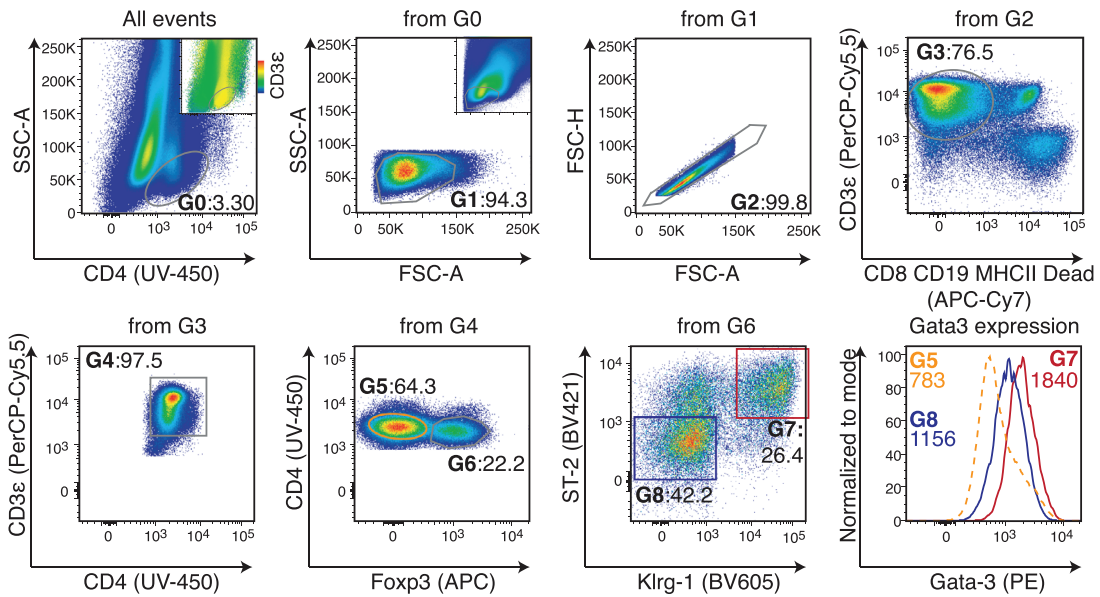 All events
from G0
from G1
from G2
SSC-A
250K
200K
150K
100K
50K
0
CD3ε
G0:3.30
0
10³
10⁴
10⁵
CD4 (UV-450)
SSC-A
250K
200K
150K
100K
50K
0
G1:94.3
0
50K
150K
250K
FSC-A
FSC-H
250K
200K
150K
100K
50K
0
G2:99.8
0
50K
150K
250K
FSC-A
CD3ε (PerCP-Cy5.5)
10⁵
10⁴
10³
0
G3:76.5
0
10³
10⁴
10⁵
CD8 CD19 MHCII Dead
(APC-Cy7)
from G3
from G4
from G6
Gata3 expression
CD3ε (PerCP-Cy5.5)
10⁵
10⁴
10³
0
G4:97.5
0
10³
10⁴
10⁵
CD4 (UV-450)
CD4 (UV-450)
10⁵
10⁴
10³
0
G5:64.3
G6:22.2
0
10³
10⁴
Foxp3 (APC)
ST-2 (BV421)
10⁴
10³
0
G7:
26.4
G8:42.2
0
10³
10⁴
10⁵
Klrg-1 (BV605)
Normalized to mode
100
80
60
40
20
0
G5
783
G7
1840
G8
1156
0
10³
10⁴
Gata-3 (PE)